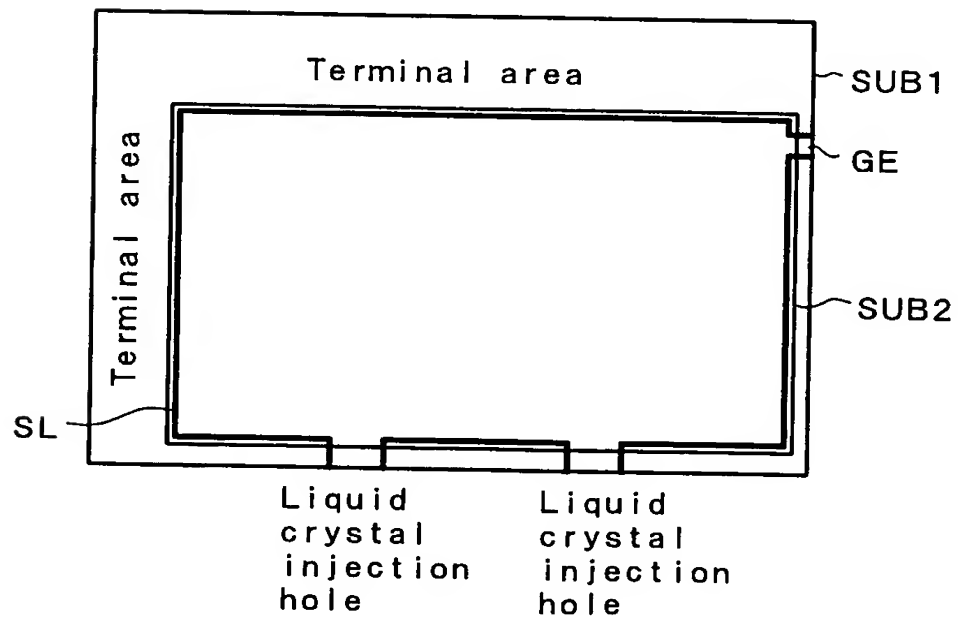 Terminal area
SUB1
GE
Terminal area
SUB2
SL
Liquid
crystal
injection
hole
Liquid
crystal
injection
hole